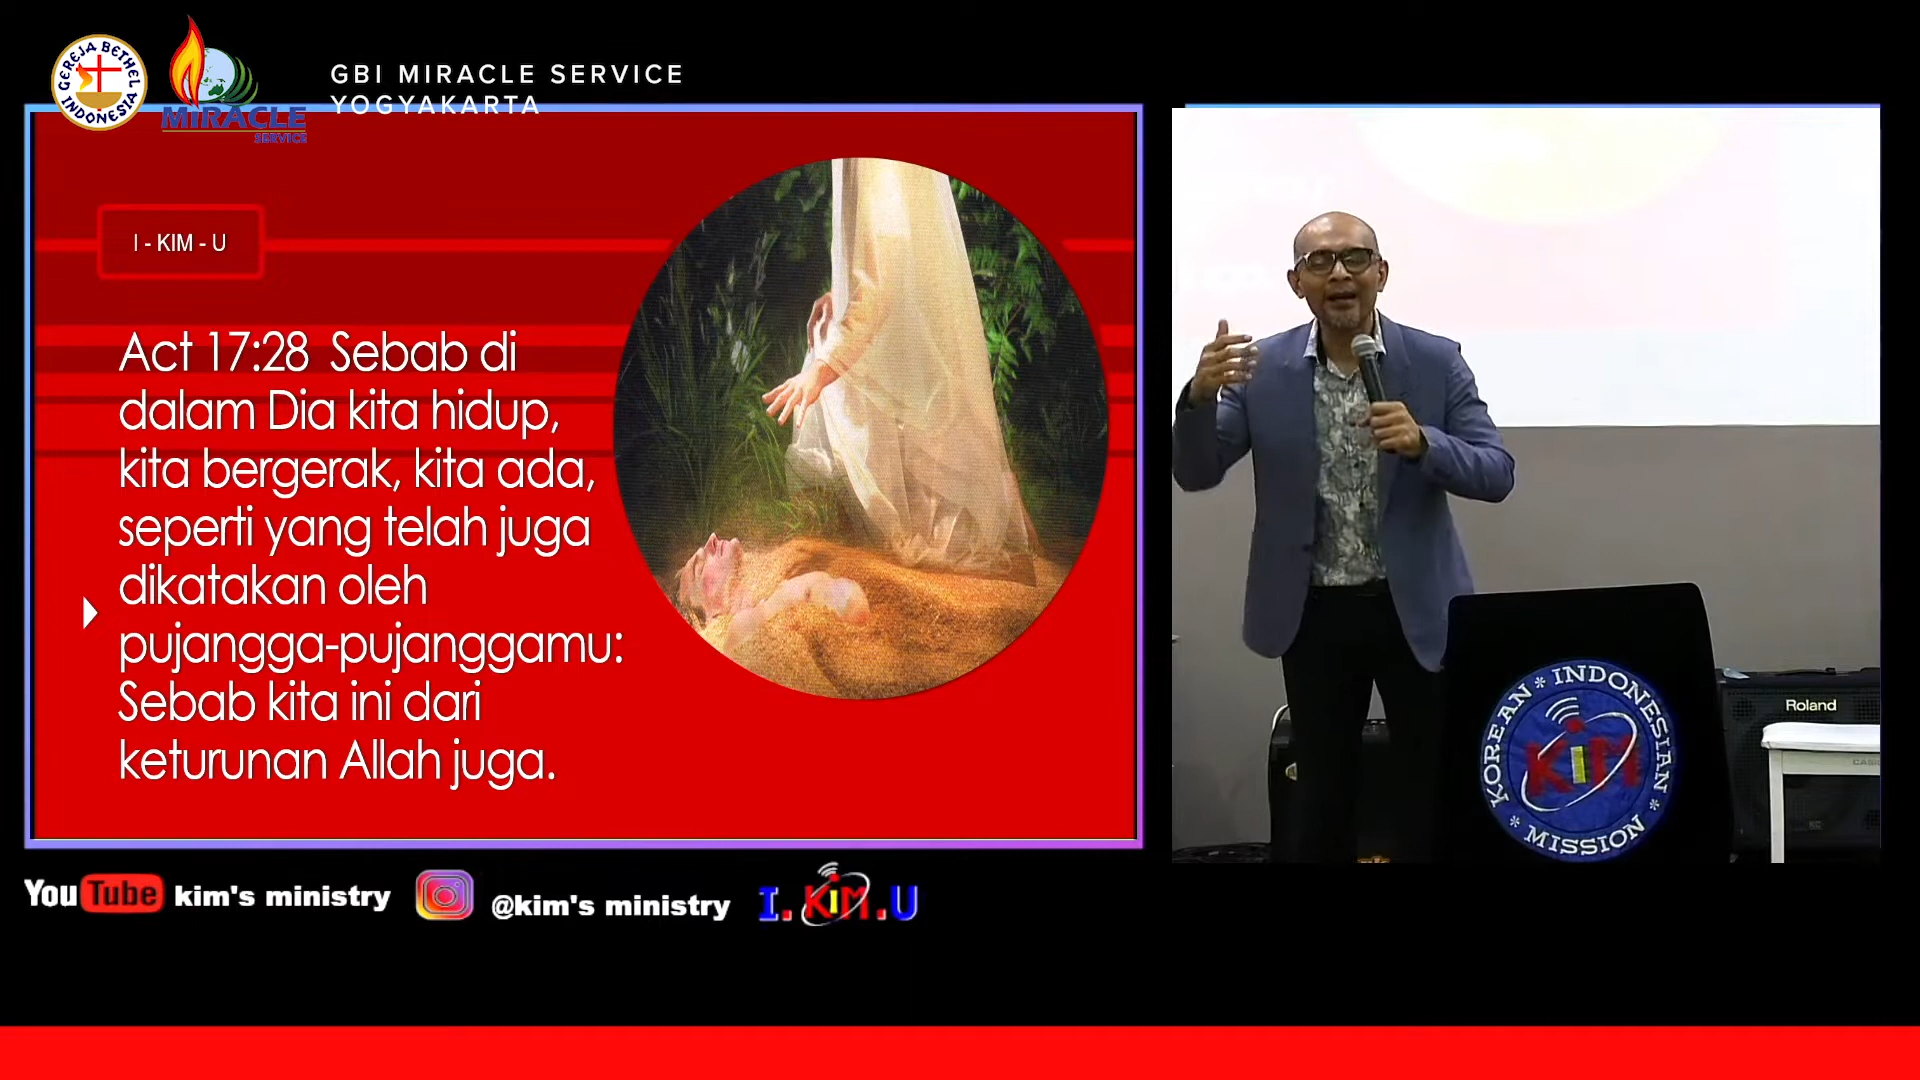 GEREJA BETHEL
INDONESIA
MIRACLE
SERVICE
GBI MIRACLE SERVICE
YOGYAKARTA
I - KIM - U
Act 17:28 Sebab di
dalam Dia kita hidup,
kita bergerak, kita ada,
seperti yang telah juga
dikatakan oleh
pujangga-pujanggamu:
Sebab kita ini dari
keturunan Allah juga.
Roland
KOREAN * INDONESIAN
KiM
* MISSION *
YouTube kim's ministry
@kim's ministry
I.KiM.U